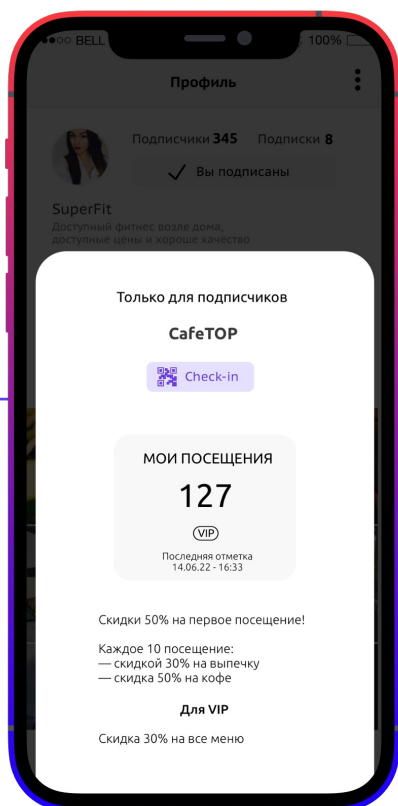 BELL
100%
Профиль
Подписчики 345 Подписки 8
Вы подписаны
SuperFit
Доступный фитнес возле дома,
доступные цены и хороше качество
Только для подписчиков
CafeTOP
Check-in
МОИ ПОСЕЩЕНИЯ
127
VIP
Последняя отметка
14.06.22 - 16:33
Скидки 50% на первое посещение!
Каждое 10 посещение:
— скидкой 30% на выпечку
— скидка 50% на кофе
Для VIP
Скидка 30% на все меню